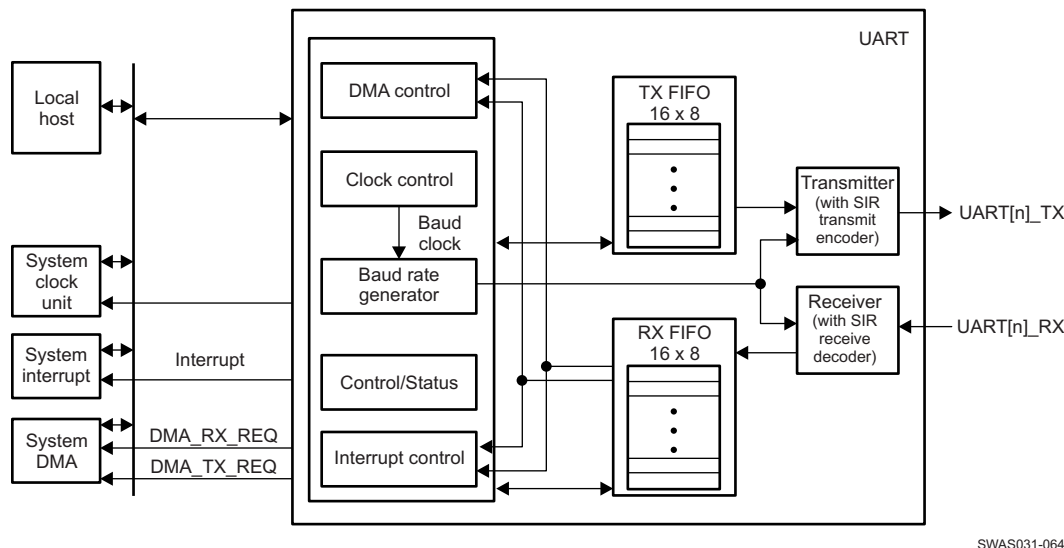 UART
Local
host
System
clock
unit
System
interrupt
System
DMA
Interrupt
DMA_RX_REQ
DMA_TX_REQ
DMA control
Clock control
Baud
clock
Baud rate
generator
Control/Status
Interrupt control
TX FIFO
16 x 8
RX FIFO
16 x 8
Transmitter
(with SIR
transmit
encoder)
Receiver
(with SIR
receive
decoder)
UART[n]_TX
UART[n]_RX
SWAS031-064